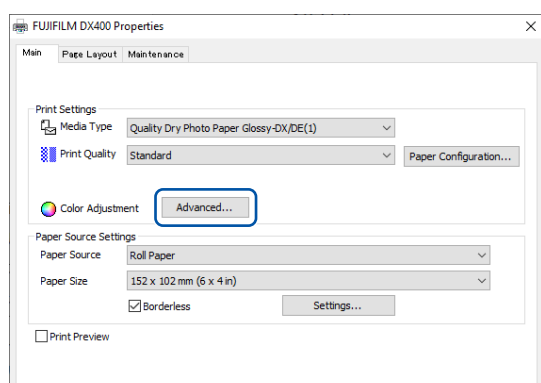 FUJIFILM DX400 Properties
Main Page Layout Maintenance
Print Settings
Media Type Quality Dry Photo Paper Glossy-DX/DE(1)
Print Quality Standard Paper Configuration...
Color Adjustment Advanced...
Paper Source Settings
Paper Source Roll Paper
Paper Size 152 x 102 mm (6 x 4 in)
Borderless Settings...
Print Preview